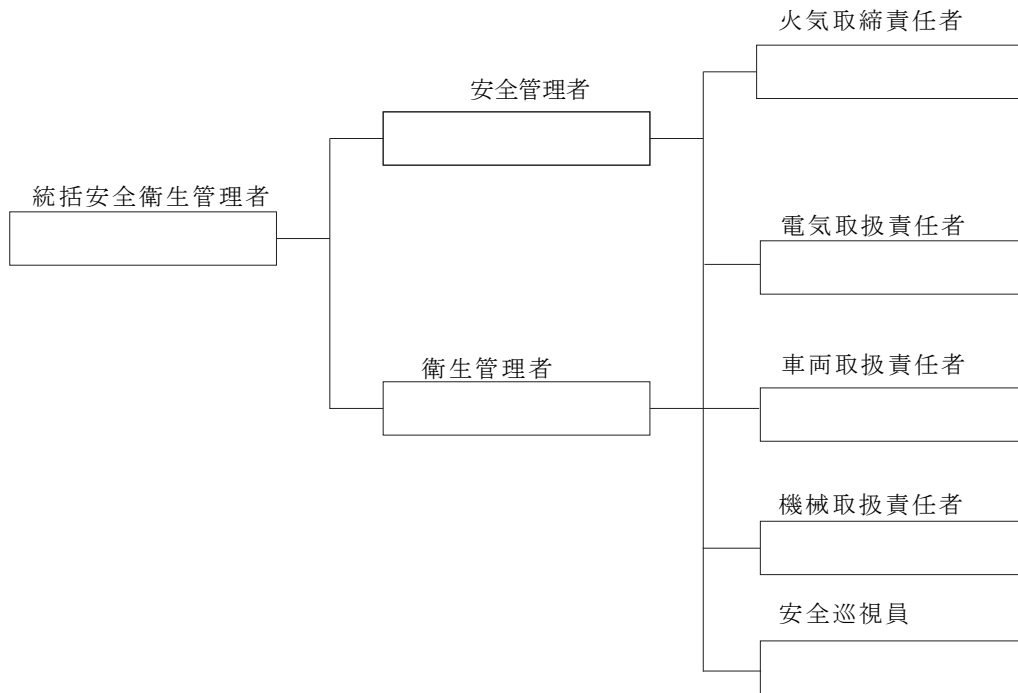 火気取締責任者
安全管理者
統括安全衛生管理者
電気取扱責任者
衛生管理者
車両取扱責任者
機械取扱責任者
安全巡視員